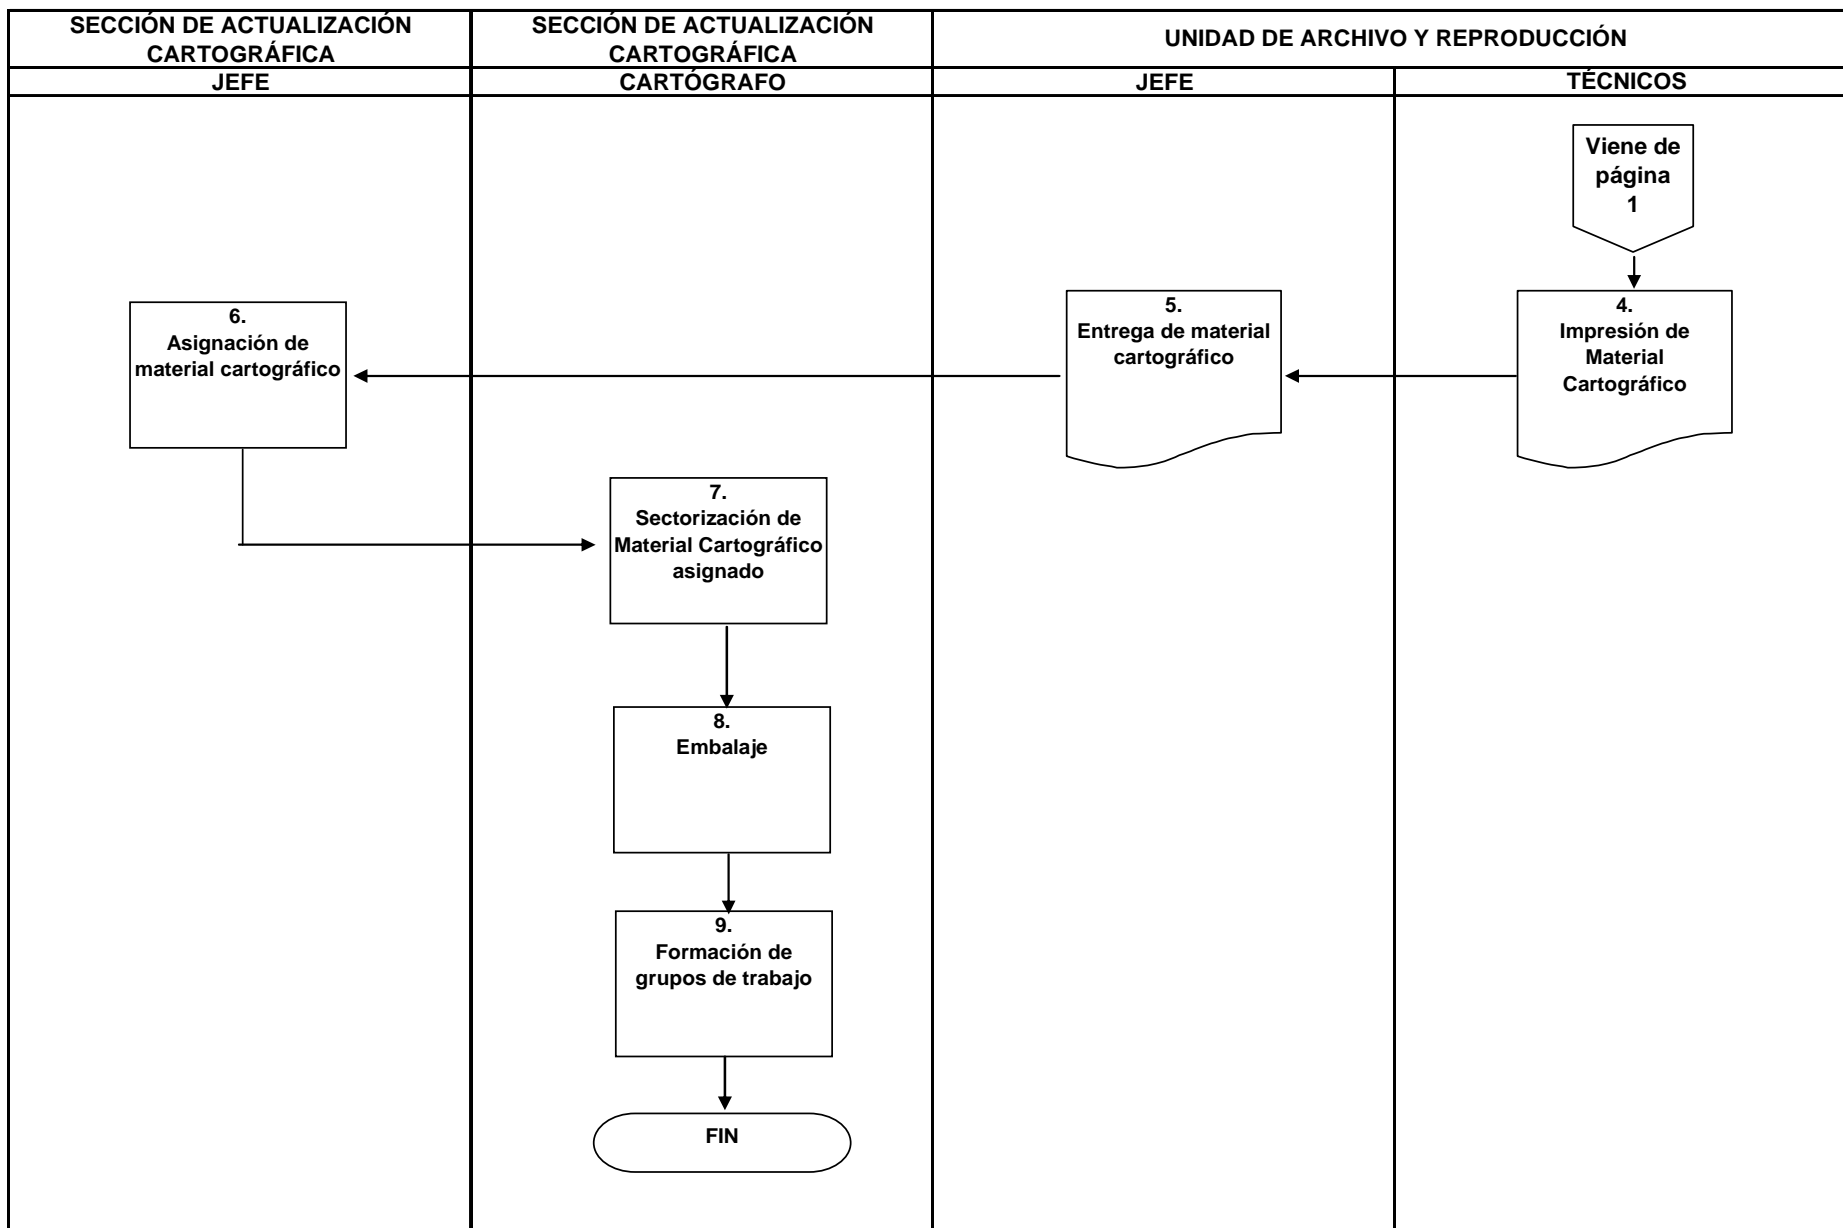 SECCIÓN DE ACTUALIZACIÓN
CARTOGRÁFICA
SECCIÓN DE ACTUALIZACIÓN
CARTOGRÁFICA
UNIDAD DE ARCHIVO Y REPRODUCCIÓN
JEFE
CARTÓGRAFO
JEFE
TÉCNICOS
Viene de
página
1
4.
Impresión de
Material
Cartográfico
5.
Entrega de material
cartográfico
6.
Asignación de
material cartográfico
7.
Sectorización de
Material Cartográfico
asignado
8.
Embalaje
9.
Formación de
grupos de trabajo
FIN